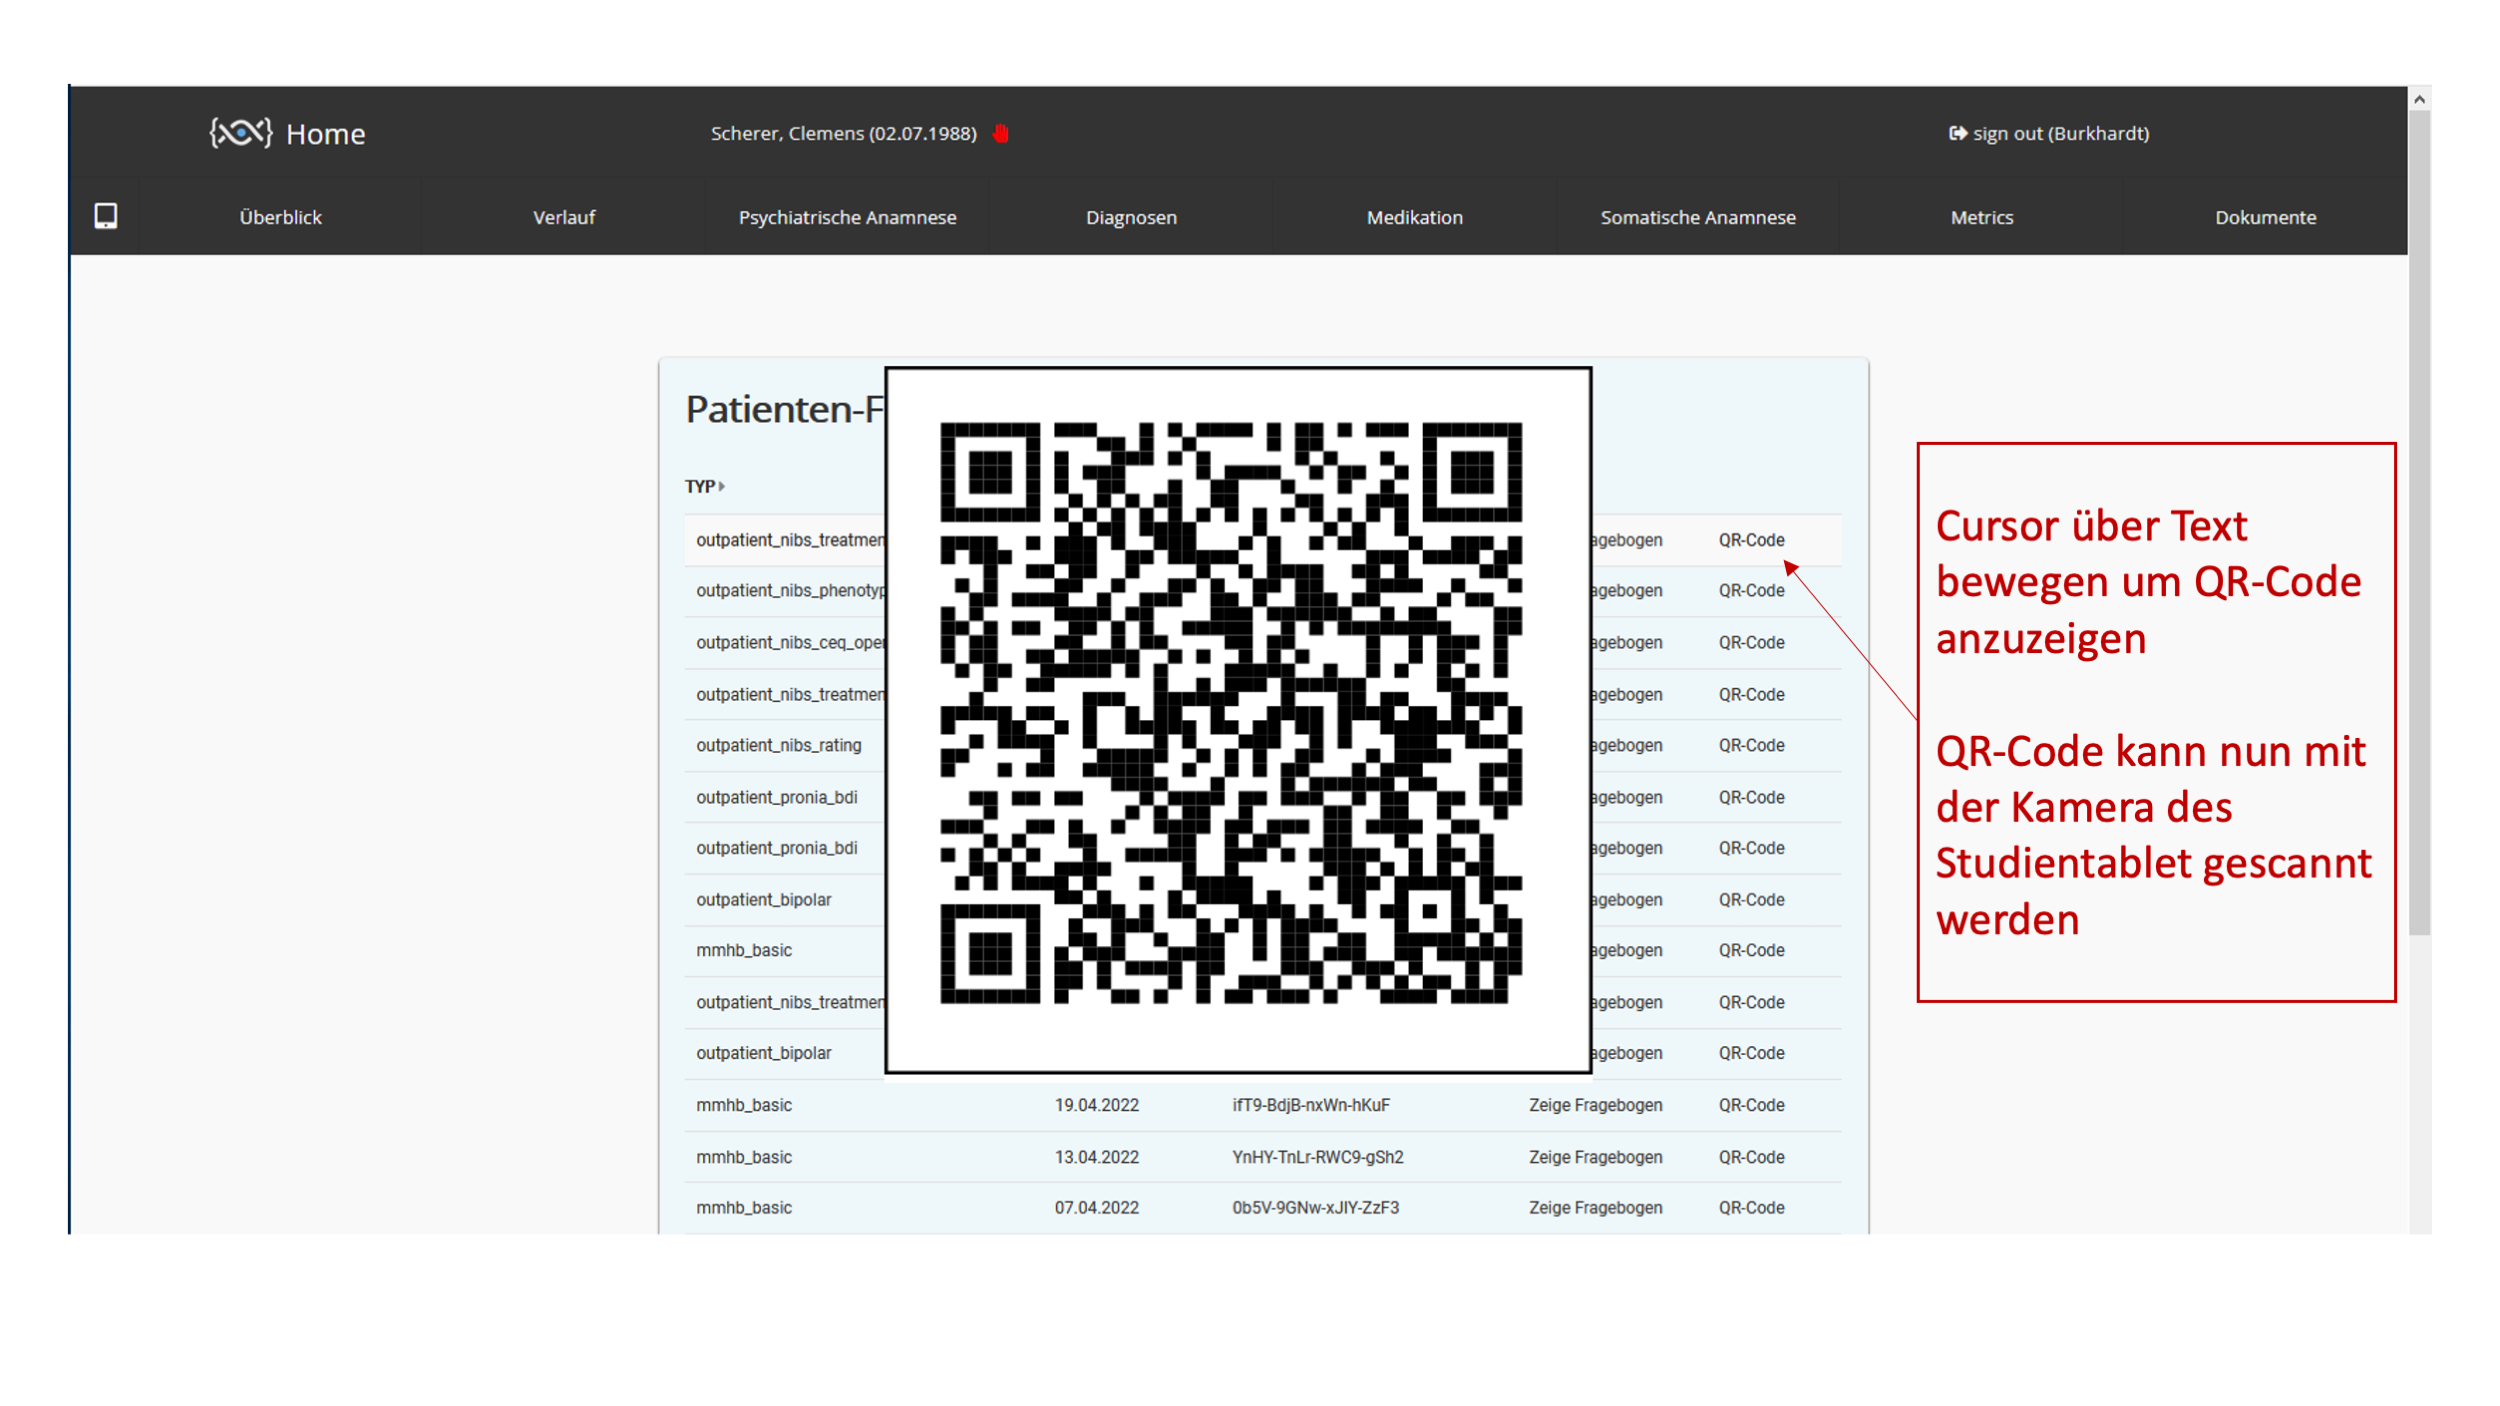 Home
Scherer, Clemens (02.07.1988)
sign out (Burkhardt)
Überblick Verlauf Psychiatrische Anamnese Diagnosen Medikation Somatische Anamnese Metrics Dokumente
Patienten-F
TYP
outpatient_nibs_treatmen agebogen QR-Code
outpatient_nibs_phenotyp agebogen QR-Code
outpatient_nibs_ceq_ope agebogen QR-Code
outpatient_nibs_treatmen agebogen QR-Code
outpatient_nibs_rating agebogen QR-Code
outpatient_pronia_bdi agebogen QR-Code
outpatient_pronia_bdi agebogen QR-Code
outpatient_bipolar agebogen QR-Code
mmhb_basic agebogen QR-Code
outpatient_nibs_treatmen agebogen QR-Code
outpatient_bipolar agebogen QR-Code
mmhb_basic 19.04.2022 ifT9-BdjB-nxWn-hKuF Zeige Fragebogen QR-Code
mmhb_basic 13.04.2022 YnHY-TnLr-RWC9-gSh2 Zeige Fragebogen QR-Code
mmhb_basic 07.04.2022 0b5V-9GNw-xJIY-ZzF3 Zeige Fragebogen QR-Code
Cursor über Text
bewegen um QR-Code
anzuzeigen
QR-Code kann nun mit
der Kamera des
Studientablet gescannt
werden